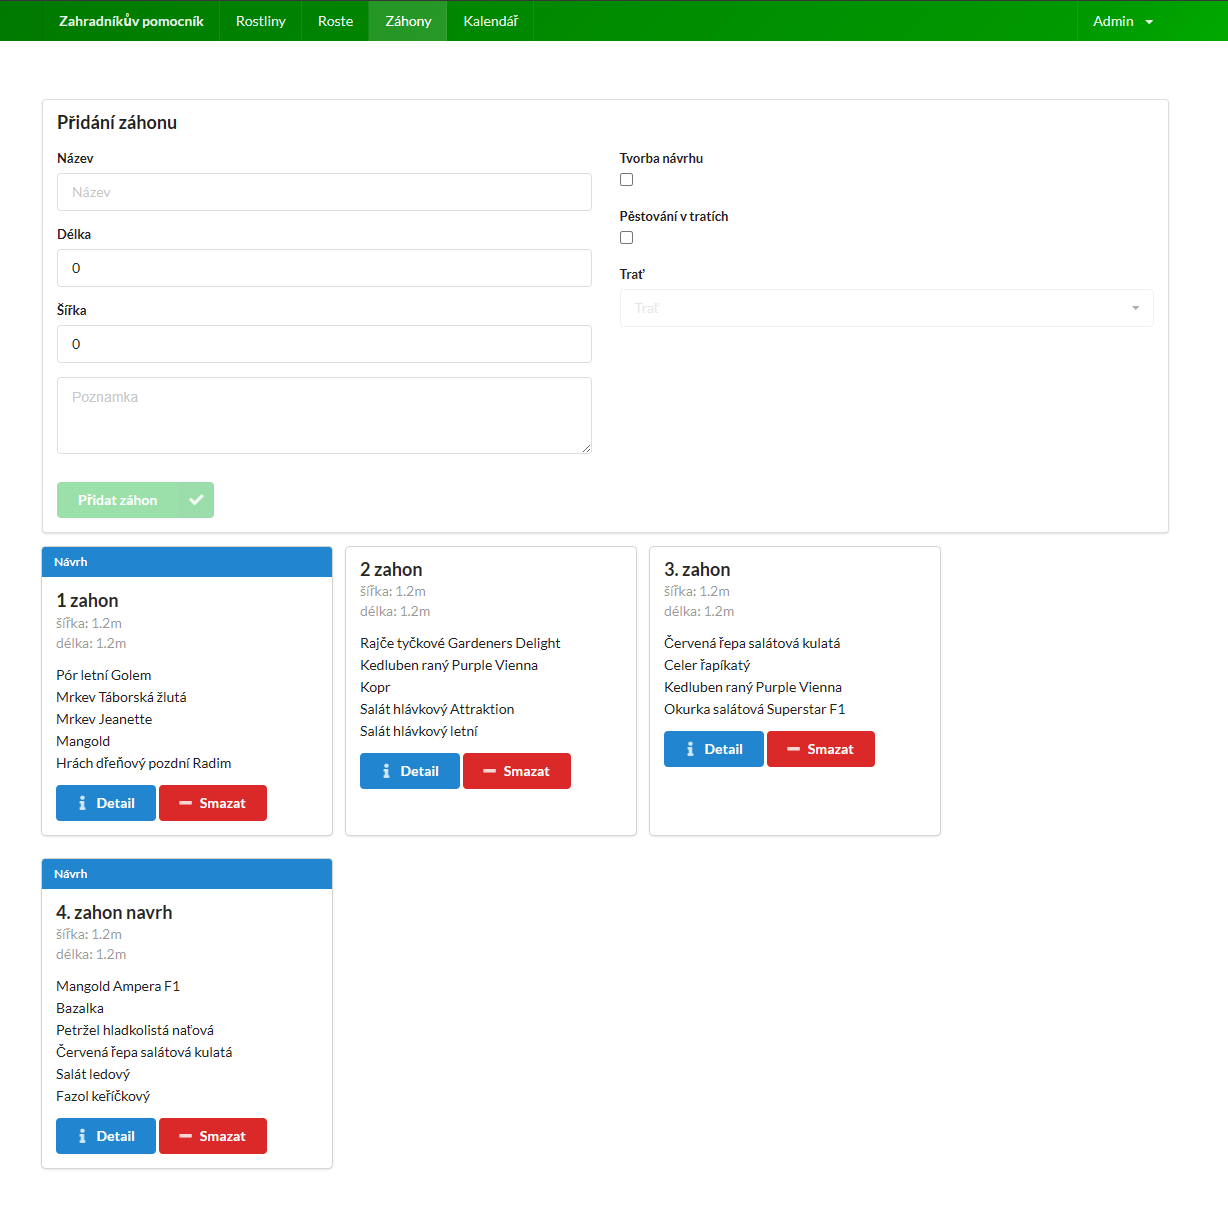 Zahradníkův pomocník Rostliny Roste Záhony Kalendář Admin
Přidání záhonu
Název
Název
Délka
0
Šířka
0
Poznamka
Přidat záhon
Tvorba návrhu
Pěstování v tratích
Trať
Trať
Návrh
1 zahon
šířka: 1.2m
délka: 1.2m
Pór letní Golem
Mrkev Táborská žlutá
Mrkev Jeanette
Mangold
Hrách dřeňový pozdní Radim
Detail Smazat
2 zahon
šířka: 1.2m
délka: 1.2m
Rajče tyčkové Gardeners Delight
Kedluben raný Purple Vienna
Kopr
Salát hlávkový Attraktion
Salát hlávkový letní
Detail Smazat
3. zahon
šířka: 1.2m
délka: 1.2m
Červená řepa salátová kulatá
Celer řapíkatý
Kedluben raný Purple Vienna
Okurka salátová Superstar F1
Detail Smazat
Návrh
4. zahon navrh
šířka: 1.2m
délka: 1.2m
Mangold Ampera F1
Bazalka
Petržel hladkolistá naťová
Červená řepa salátová kulatá
Salát ledový
Fazol keříčkový
Detail Smazat